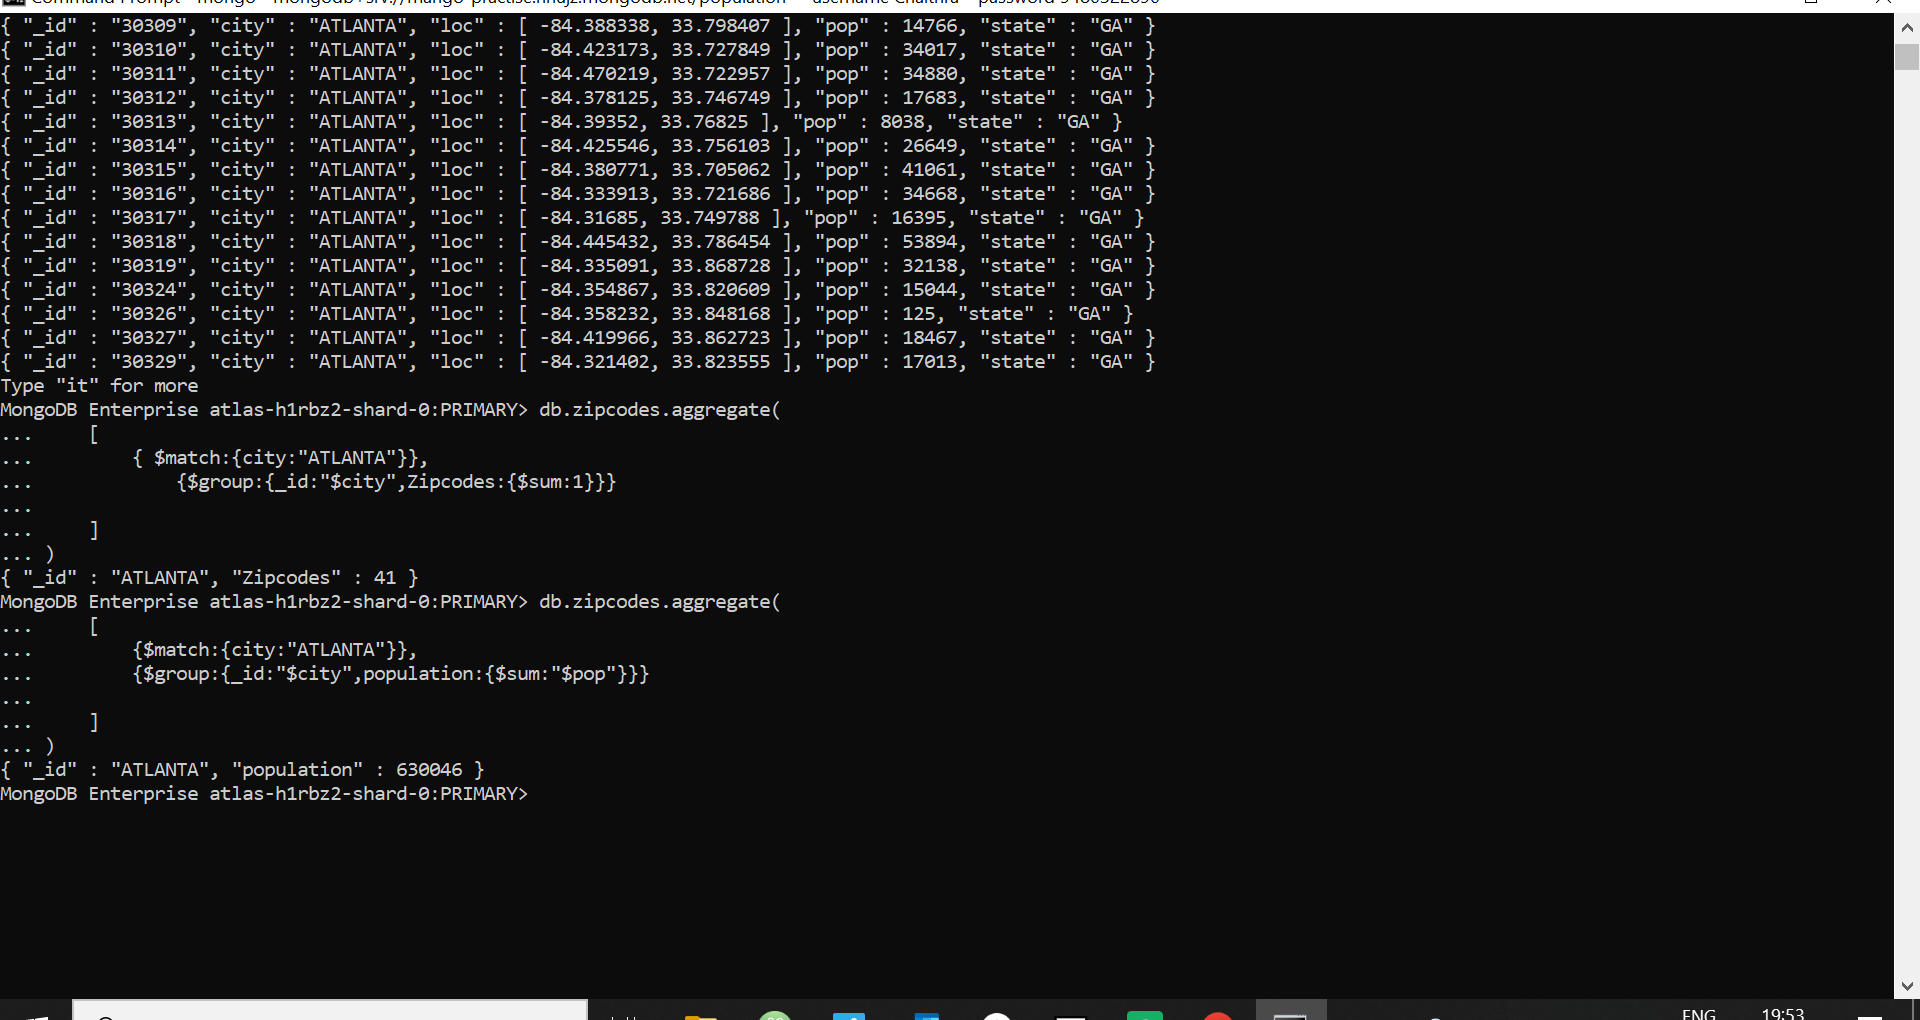 { "_id" : "30309", "city" : "ATLANTA", "loc" : [ -84.388338, 33.798407 ], "pop" : 14766, "state" : "GA" }
{ "_id" : "30310", "city" : "ATLANTA", "loc" : [ -84.423173, 33.727849 ], "pop" : 34017, "state" : "GA" }
{ "_id" : "30311", "city" : "ATLANTA", "loc" : [ -84.470219, 33.722957 ], "pop" : 34880, "state" : "GA" }
{ "_id" : "30312", "city" : "ATLANTA", "loc" : [ -84.378125, 33.746749 ], "pop" : 17683, "state" : "GA" }
{ "_id" : "30313", "city" : "ATLANTA", "loc" : [ -84.39352, 33.76825 ], "pop" : 8038, "state" : "GA" }
{ "_id" : "30314", "city" : "ATLANTA", "loc" : [ -84.425546, 33.756103 ], "pop" : 26649, "state" : "GA" }
{ "_id" : "30315", "city" : "ATLANTA", "loc" : [ -84.380771, 33.705062 ], "pop" : 41061, "state" : "GA" }
{ "_id" : "30316", "city" : "ATLANTA", "loc" : [ -84.333913, 33.721686 ], "pop" : 34668, "state" : "GA" }
{ "_id" : "30317", "city" : "ATLANTA", "loc" : [ -84.31685, 33.749788 ], "pop" : 16395, "state" : "GA" }
{ "_id" : "30318", "city" : "ATLANTA", "loc" : [ -84.445432, 33.786454 ], "pop" : 53894, "state" : "GA" }
{ "_id" : "30319", "city" : "ATLANTA", "loc" : [ -84.335091, 33.868728 ], "pop" : 32138, "state" : "GA" }
{ "_id" : "30324", "city" : "ATLANTA", "loc" : [ -84.354867, 33.820609 ], "pop" : 15044, "state" : "GA" }
{ "_id" : "30326", "city" : "ATLANTA", "loc" : [ -84.358232, 33.848168 ], "pop" : 125, "state" : "GA" }
{ "_id" : "30327", "city" : "ATLANTA", "loc" : [ -84.419966, 33.862723 ], "pop" : 18467, "state" : "GA" }
{ "_id" : "30329", "city" : "ATLANTA", "loc" : [ -84.321402, 33.823555 ], "pop" : 17013, "state" : "GA" }
Type "it" for more
MongoDB Enterprise atlas-h1rbz2-shard-0:PRIMARY> db.zipcodes.aggregate(
...     [
...         { $match:{city:"ATLANTA"}},
...             {$group:{_id:"$city",Zipcodes:{$sum:1}}}
...
...     ]
... )
{ "_id" : "ATLANTA", "Zipcodes" : 41 }
MongoDB Enterprise atlas-h1rbz2-shard-0:PRIMARY> db.zipcodes.aggregate(
...     [
...         {$match:{city:"ATLANTA"}},
...         {$group:{_id:"$city",population:{$sum:"$pop"}}}
...
...     ]
... )
{ "_id" : "ATLANTA", "population" : 630046 }
MongoDB Enterprise atlas-h1rbz2-shard-0:PRIMARY>
ENG 19:53